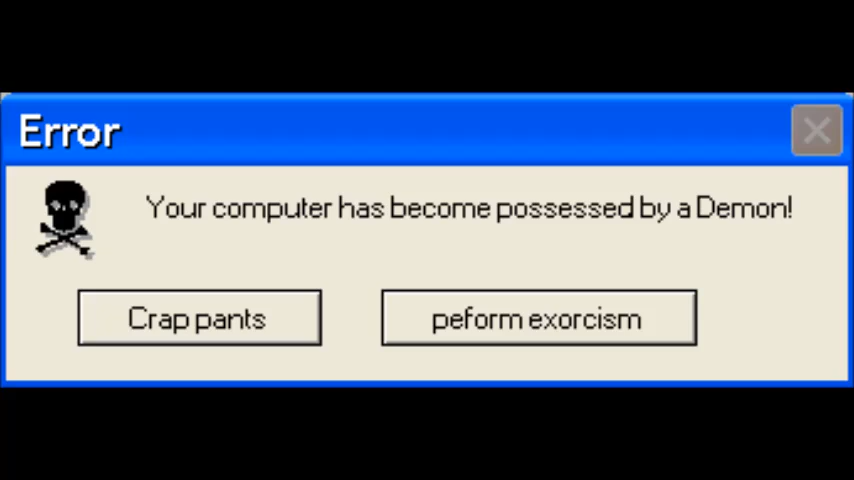 Error
Your computer has become possessed by a Demon!
Crap pants
peform exorcism